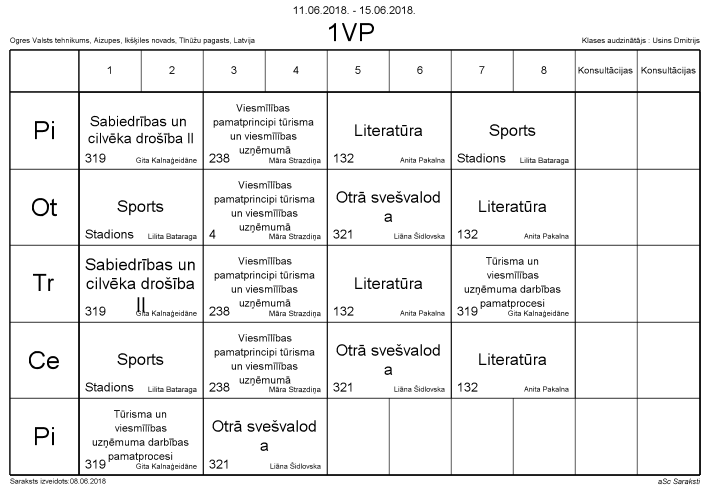 11.06.2018. - 15.06.2018.
1VP
Ogres Valsts tehnikums, Aizupes, Ikšķiles novads, Tīnūžu pagasts, Latvija
Klases audzinātājs : Usins Dmitrijs
1 2 3 4 5 6 7 8 Konsultācijas Konsultācijas
Pi
Sabiedrības un
cilvēka drošība II
319 Gita Kalnaģeidāne
Viesmīlības
pamatprincipi tūrisma
un viesmīlības
uzņēmumā
238 Māra Strazdiņa
Literatūra
132 Anita Pakalna
Sports
Stadions Lilita Bataraga
Ot
Sports
Stadions Lilita Bataraga
Viesmīlības
pamatprincipi tūrisma
un viesmīlības
uzņēmumā
4 Māra Strazdiņa
Otrā svešvalod
a
321 Liāna Šidlovska
Literatūra
132 Anita Pakalna
Tr
Sabiedrības un
cilvēka drošība
II
319 Gita Kalnaģeidāne
Viesmīlības
pamatprincipi tūrisma
un viesmīlības
uzņēmumā
238 Māra Strazdiņa
Literatūra
132 Anita Pakalna
Tūrisma un
viesmīlības
uzņēmuma darbības
pamatprocesi
319 Gita Kalnaģeidāne
Ce
Sports
Stadions Lilita Bataraga
Viesmīlības
pamatprincipi tūrisma
un viesmīlības
uzņēmumā
238 Māra Strazdiņa
Otrā svešvalod
a
321 Liāna Šidlovska
Literatūra
132 Anita Pakalna
Pi
Tūrisma un
viesmīlības
uzņēmuma darbības
pamatprocesi
319 Gita Kalnaģeidāne
Otrā svešvalod
a
321 Liāna Šidlovska
Saraksts izveidots:08.06.2018
aSc Saraksti